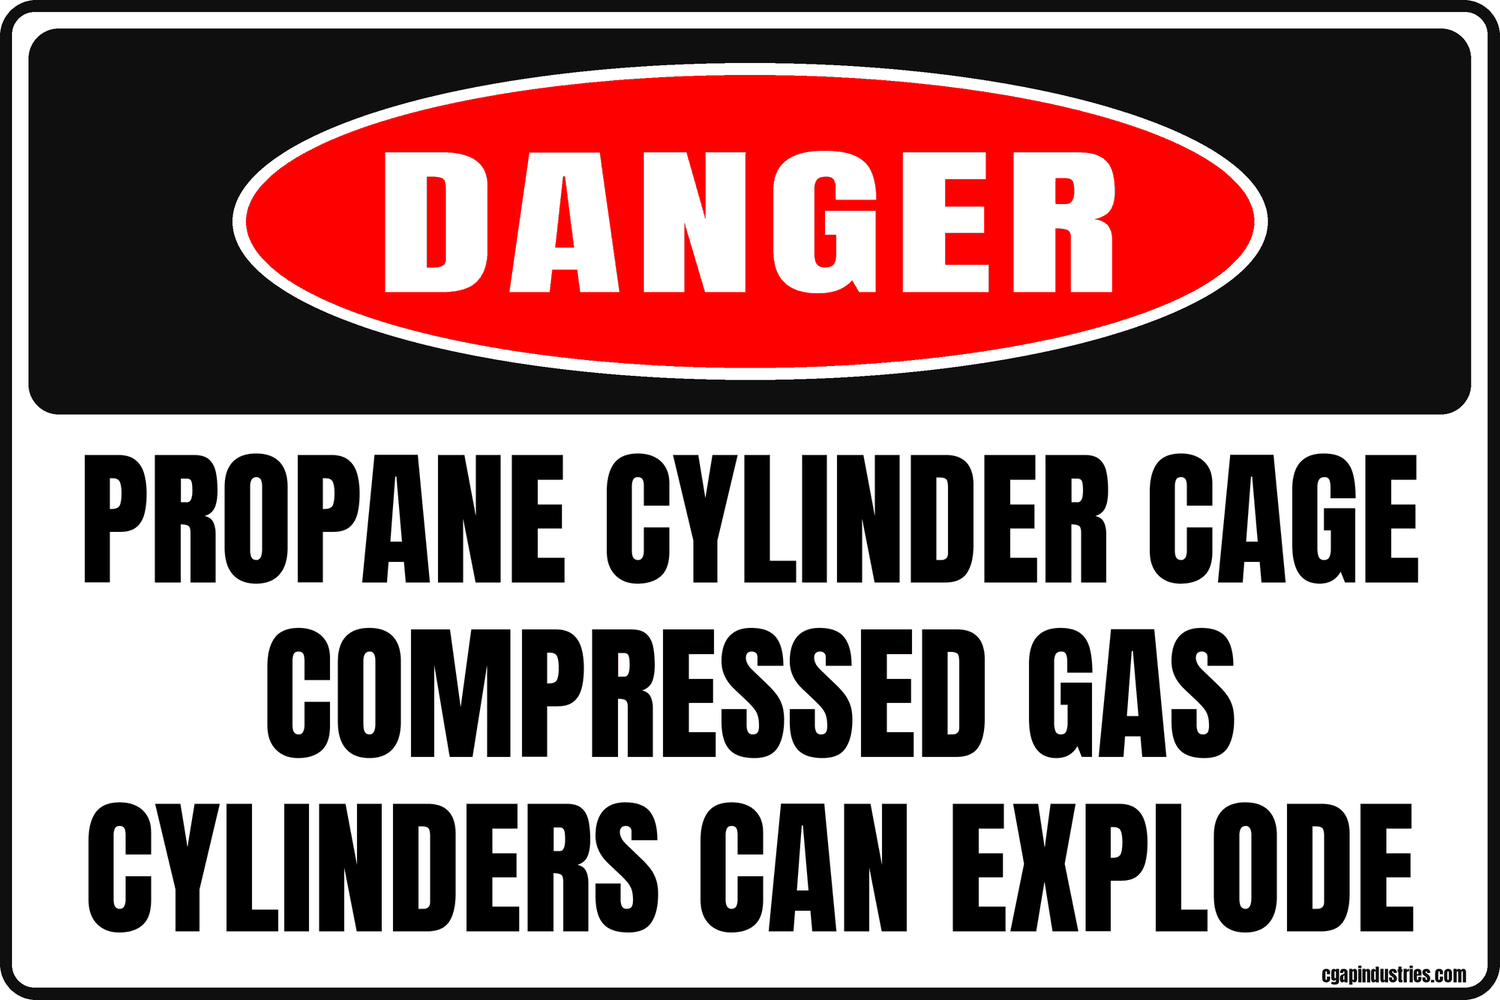 DANGER
PROPANE CYLINDER CAGE
COMPRESSED GAS
CYLINDERS CAN EXPLODE
cgapindustries.com